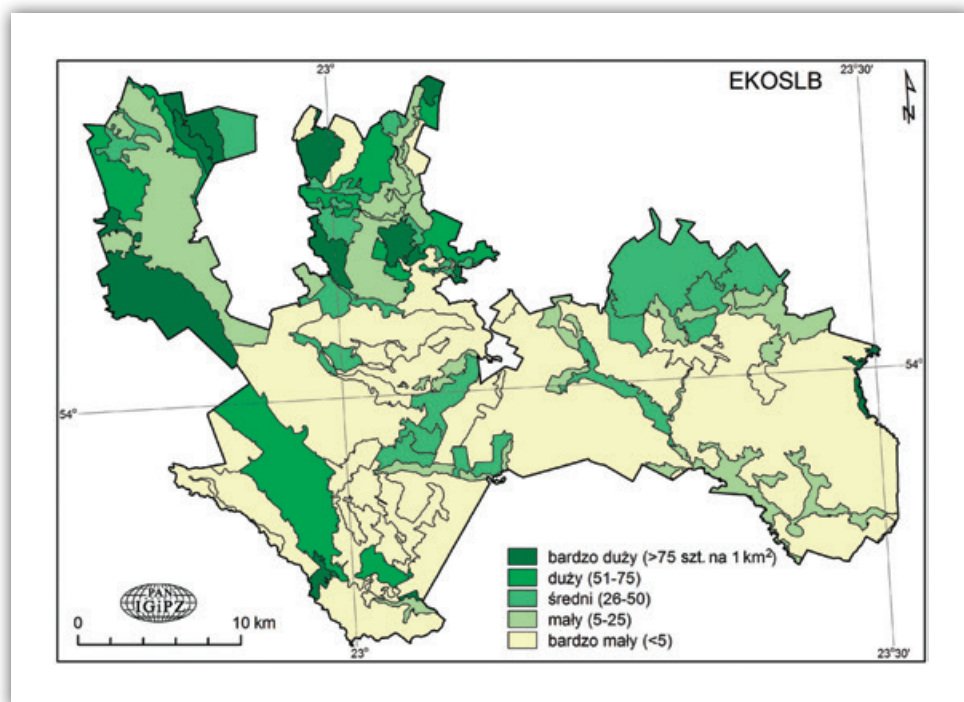 23°
23°30'
EKOSLB
N
54°
54°
bardzo duży (>75 szt. na 1 km²)
duży (51-75)
średni (26-50)
mały (5-25)
bardzo mały (<5)
PAN
IGiPZ
0 10 km
23°
23°30'